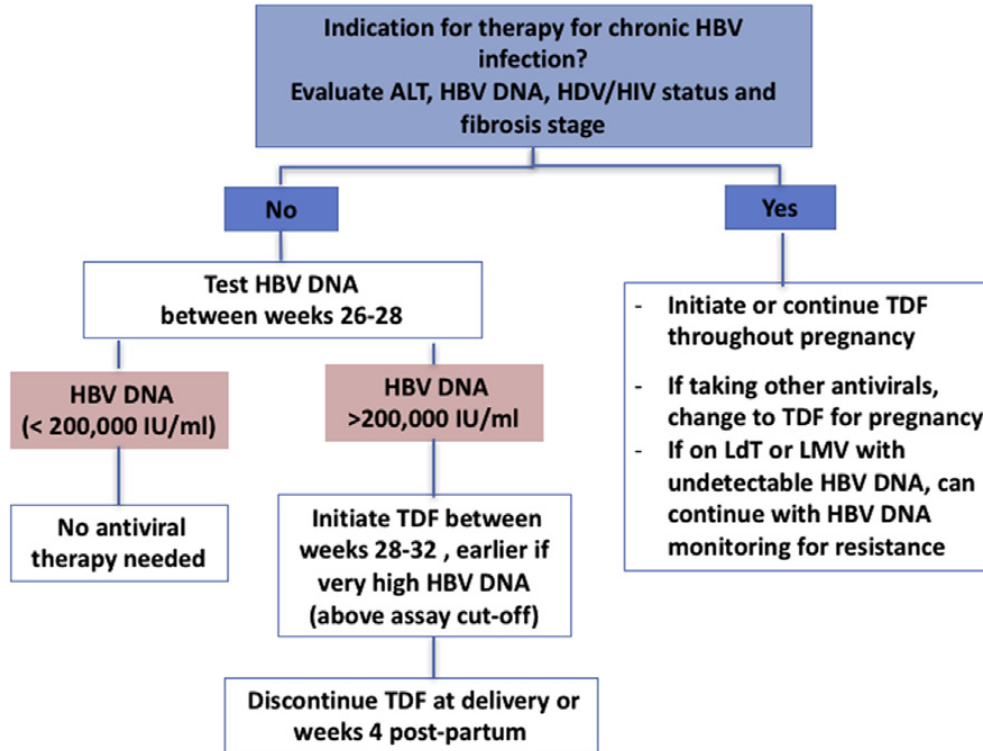 Indication for therapy for chronic HBV
infection?
Evaluate ALT, HBV DNA, HDV/HIV status and
fibrosis stage
No
Yes
Test HBV DNA
between weeks 26-28
HBV DNA
(< 200,000 IU/ml)
HBV DNA
>200,000 IU/ml
No antiviral
therapy needed
Initiate TDF between
weeks 28-32 , earlier if
very high HBV DNA
(above assay cut-off)
Discontinue TDF at delivery or
weeks 4 post-partum
- Initiate or continue TDF
throughout pregnancy
- If taking other antivirals,
change to TDF for pregnancy
- If on LdT or LMV with
undetectable HBV DNA, can
continue with HBV DNA
monitoring for resistance